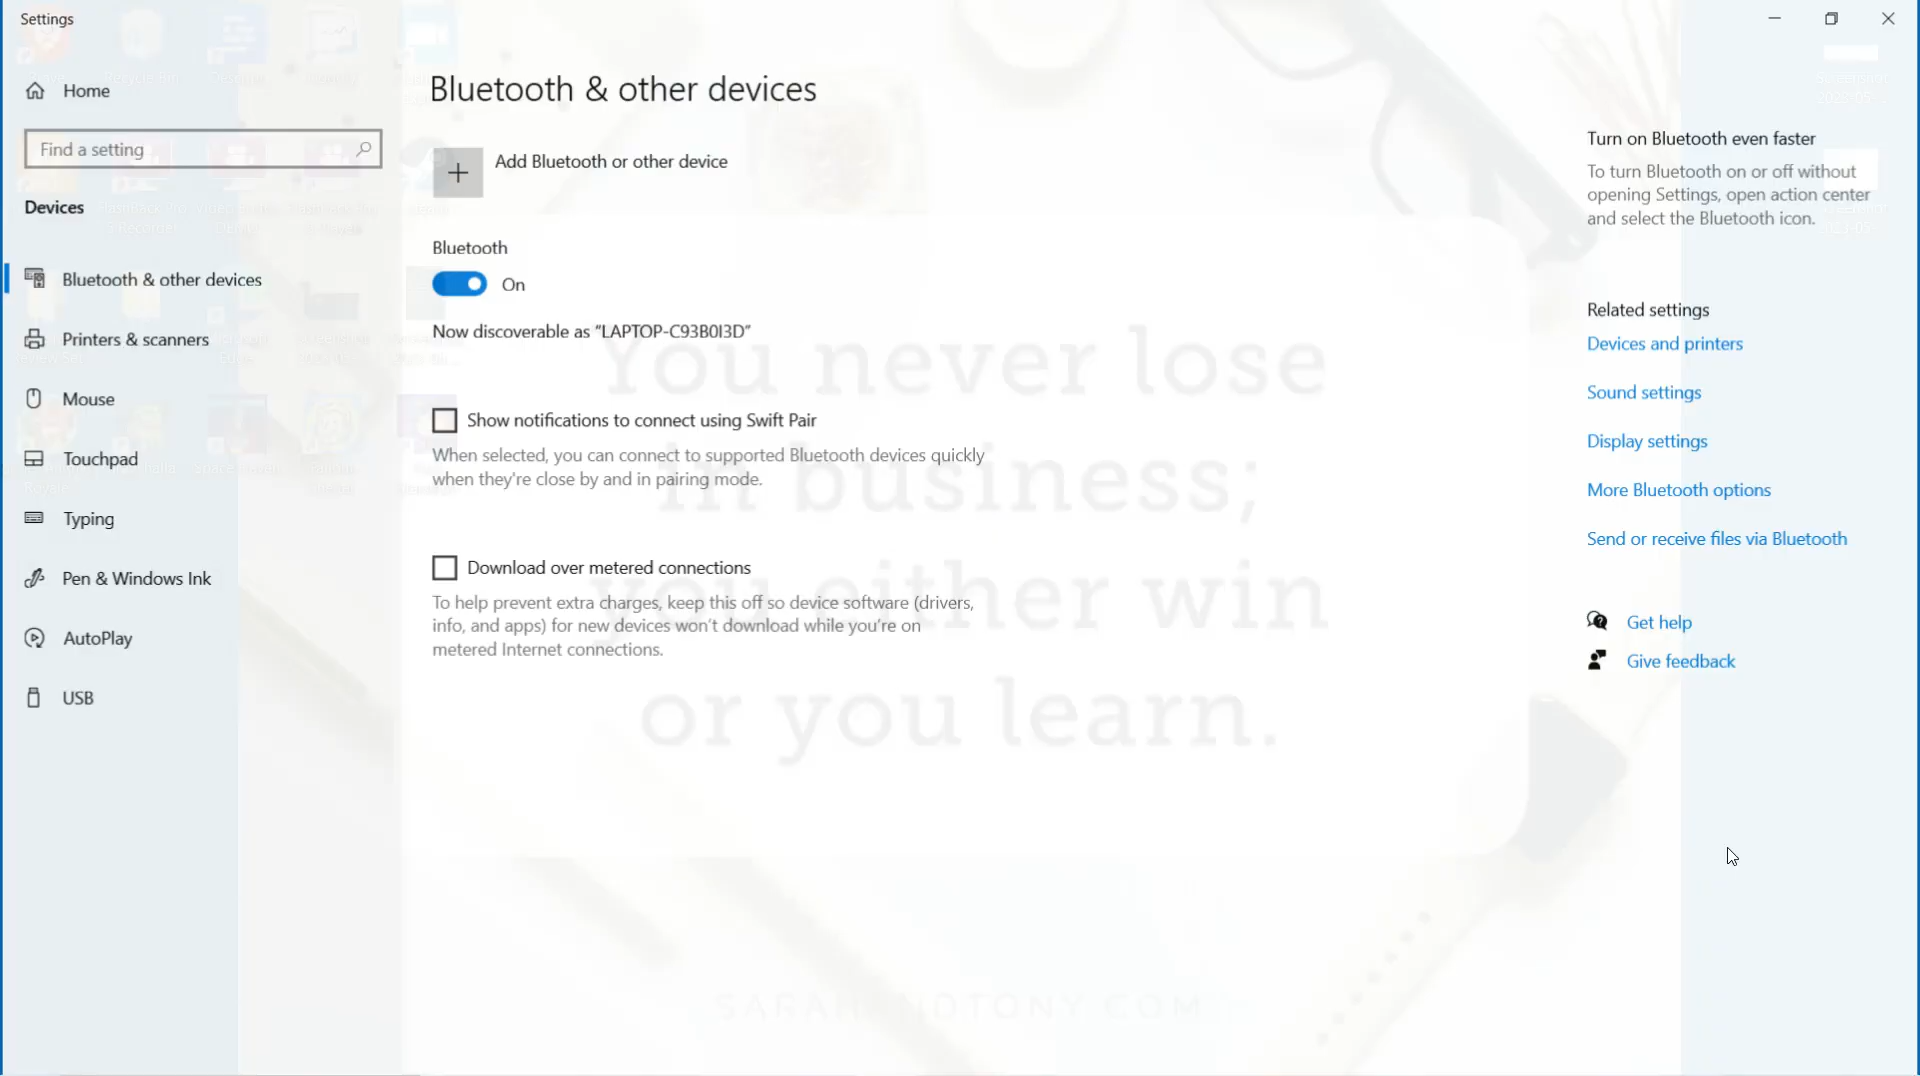 Settings
Home
Find a setting
Devices
Bluetooth & other devices
Printers & scanners
Mouse
Touchpad
Typing
Pen & Windows Ink
AutoPlay
USB
Bluetooth & other devices
Add Bluetooth or other device
Bluetooth
On
Now discoverable as “LAPTOP-C93B0I3D”
Show notifications to connect using Swift Pair
When selected, you can connect to supported Bluetooth devices quickly
when they're close by and in pairing mode.
Download over metered connections
To help prevent extra charges, keep this off so device software (drivers,
info, and apps) for new devices won't download while you're on
metered Internet connections.
You never lose
in business;
you either win
or you learn.
SARAHANDTONY.COM
Turn on Bluetooth even faster
To turn Bluetooth on or off without
opening Settings, open action center
and select the Bluetooth icon.
Related settings
Devices and printers
Sound settings
Display settings
More Bluetooth options
Send or receive files via Bluetooth
Get help
Give feedback